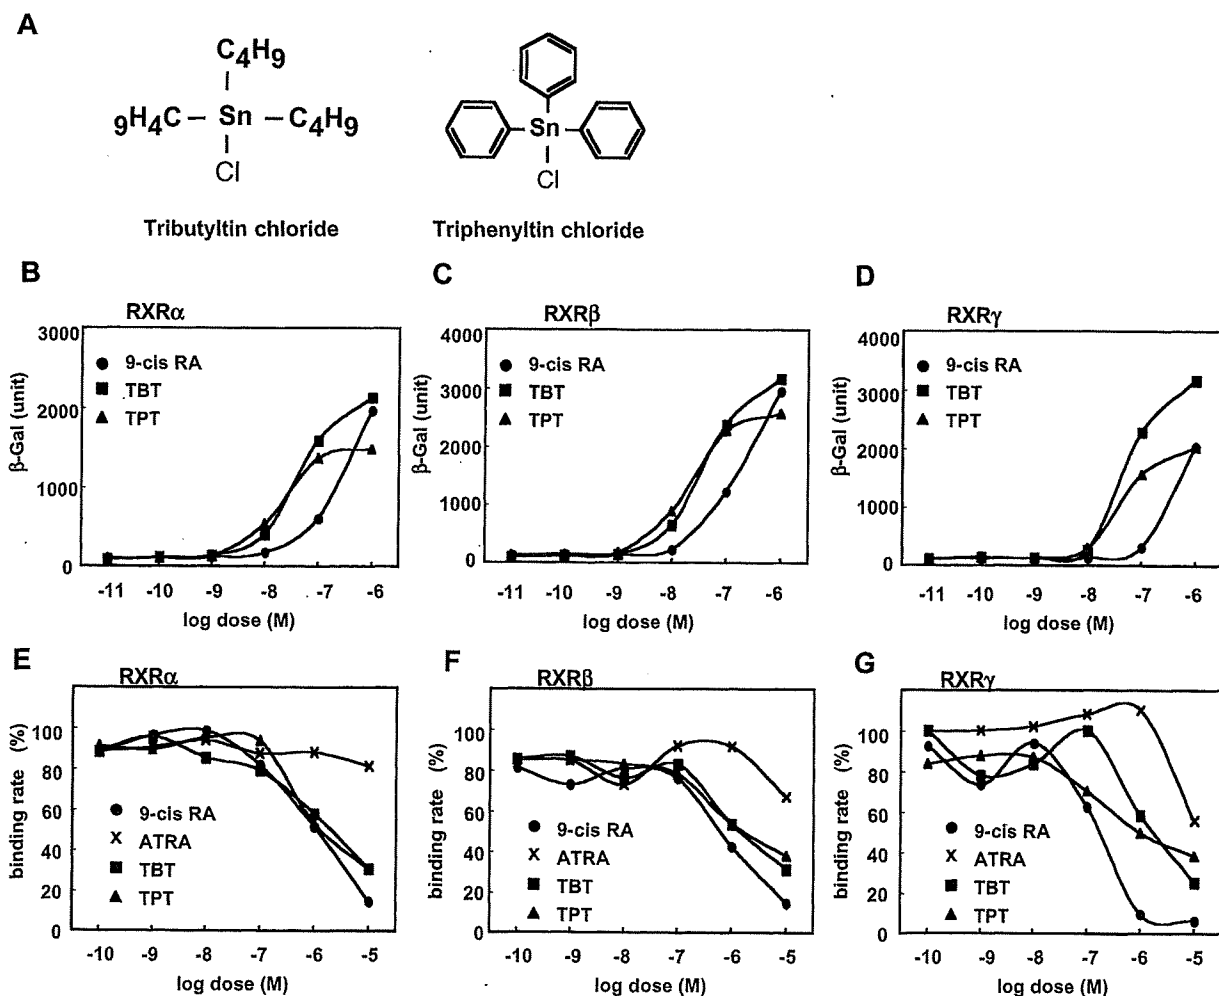 A
C4H9
9H4C – Sn – C4H9
Cl
Tributyltin chloride
Sn
Cl
Triphenyltin chloride
B
RXRα
3000
2000
1000
0
β-Gal (unit)
9-cis RA
TBT
TPT
-11 -10 -9 -8 -7 -6
log dose (M)
C
RXRβ
4000
3000
2000
1000
0
β-Gal (unit)
9-cis RA
TBT
TPT
-11 -10 -9 -8 -7 -6
log dose (M)
D
RXRγ
4000
3000
2000
1000
0
β-Gal (unit)
9-cis RA
TBT
TPT
-11 -10 -9 -8 -7 -6
log dose (M)
E
RXRα
100
80
60
40
20
0
binding rate (%)
9-cis RA
ATRA
TBT
TPT
-10 -9 -8 -7 -6 -5
log dose (M)
F
RXRβ
100
80
60
40
20
0
binding rate (%)
9-cis RA
ATRA
TBT
TPT
-10 -9 -8 -7 -6 -5
log dose (M)
G
RXRγ
100
80
60
40
20
0
binding rate (%)
9-cis RA
ATRA
TBT
TPT
-10 -9 -8 -7 -6 -5
log dose (M)